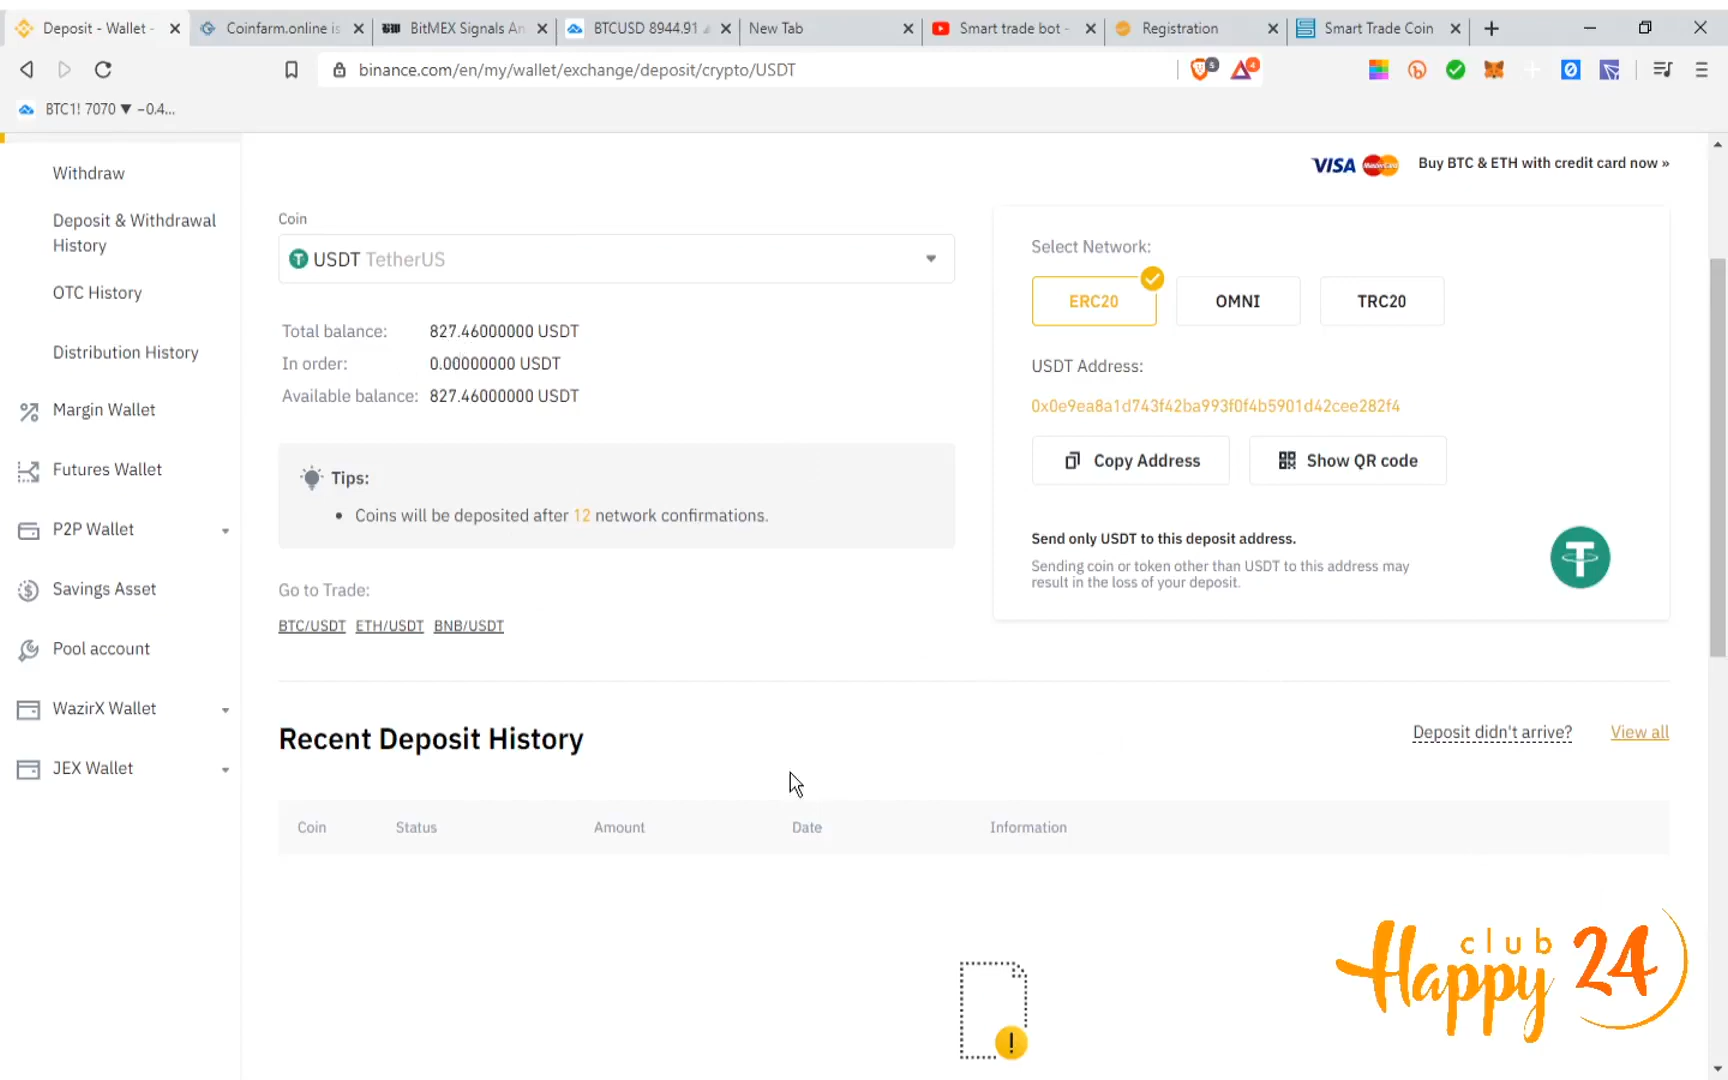 Deposit - Wallet -
Coinfarm.online is
BitMEX Signals An
BTCUSD 8944.91
New Tab
Smart trade bot -
Registration
Smart Trade Coin
binance.com/en/my/wallet/exchange/deposit/crypto/USDT
5
4
BTC1! 7070 ▼ −0.4...
Withdraw
Deposit & Withdrawal
History
OTC History
Distribution History
Margin Wallet
Futures Wallet
P2P Wallet
Savings Asset
Pool account
WazirX Wallet
JEX Wallet
VISA MasterCard Buy BTC & ETH with credit card now »
Coin
USDT TetherUS
Total balance: 827.46000000 USDT
In order: 0.00000000 USDT
Available balance: 827.46000000 USDT
Tips:
• Coins will be deposited after 12 network confirmations.
Go to Trade:
BTC/USDT ETH/USDT BNB/USDT
Select Network:
ERC20 OMNI TRC20
USDT Address:
0x0e9ea8a1d743f42ba993f0f4b5901d42cee282f4
Copy Address Show QR code
Send only USDT to this deposit address.
Sending coin or token other than USDT to this address may
result in the loss of your deposit.
Recent Deposit History
Deposit didn't arrive? View all
Coin Status Amount Date Information
club
Happy 24